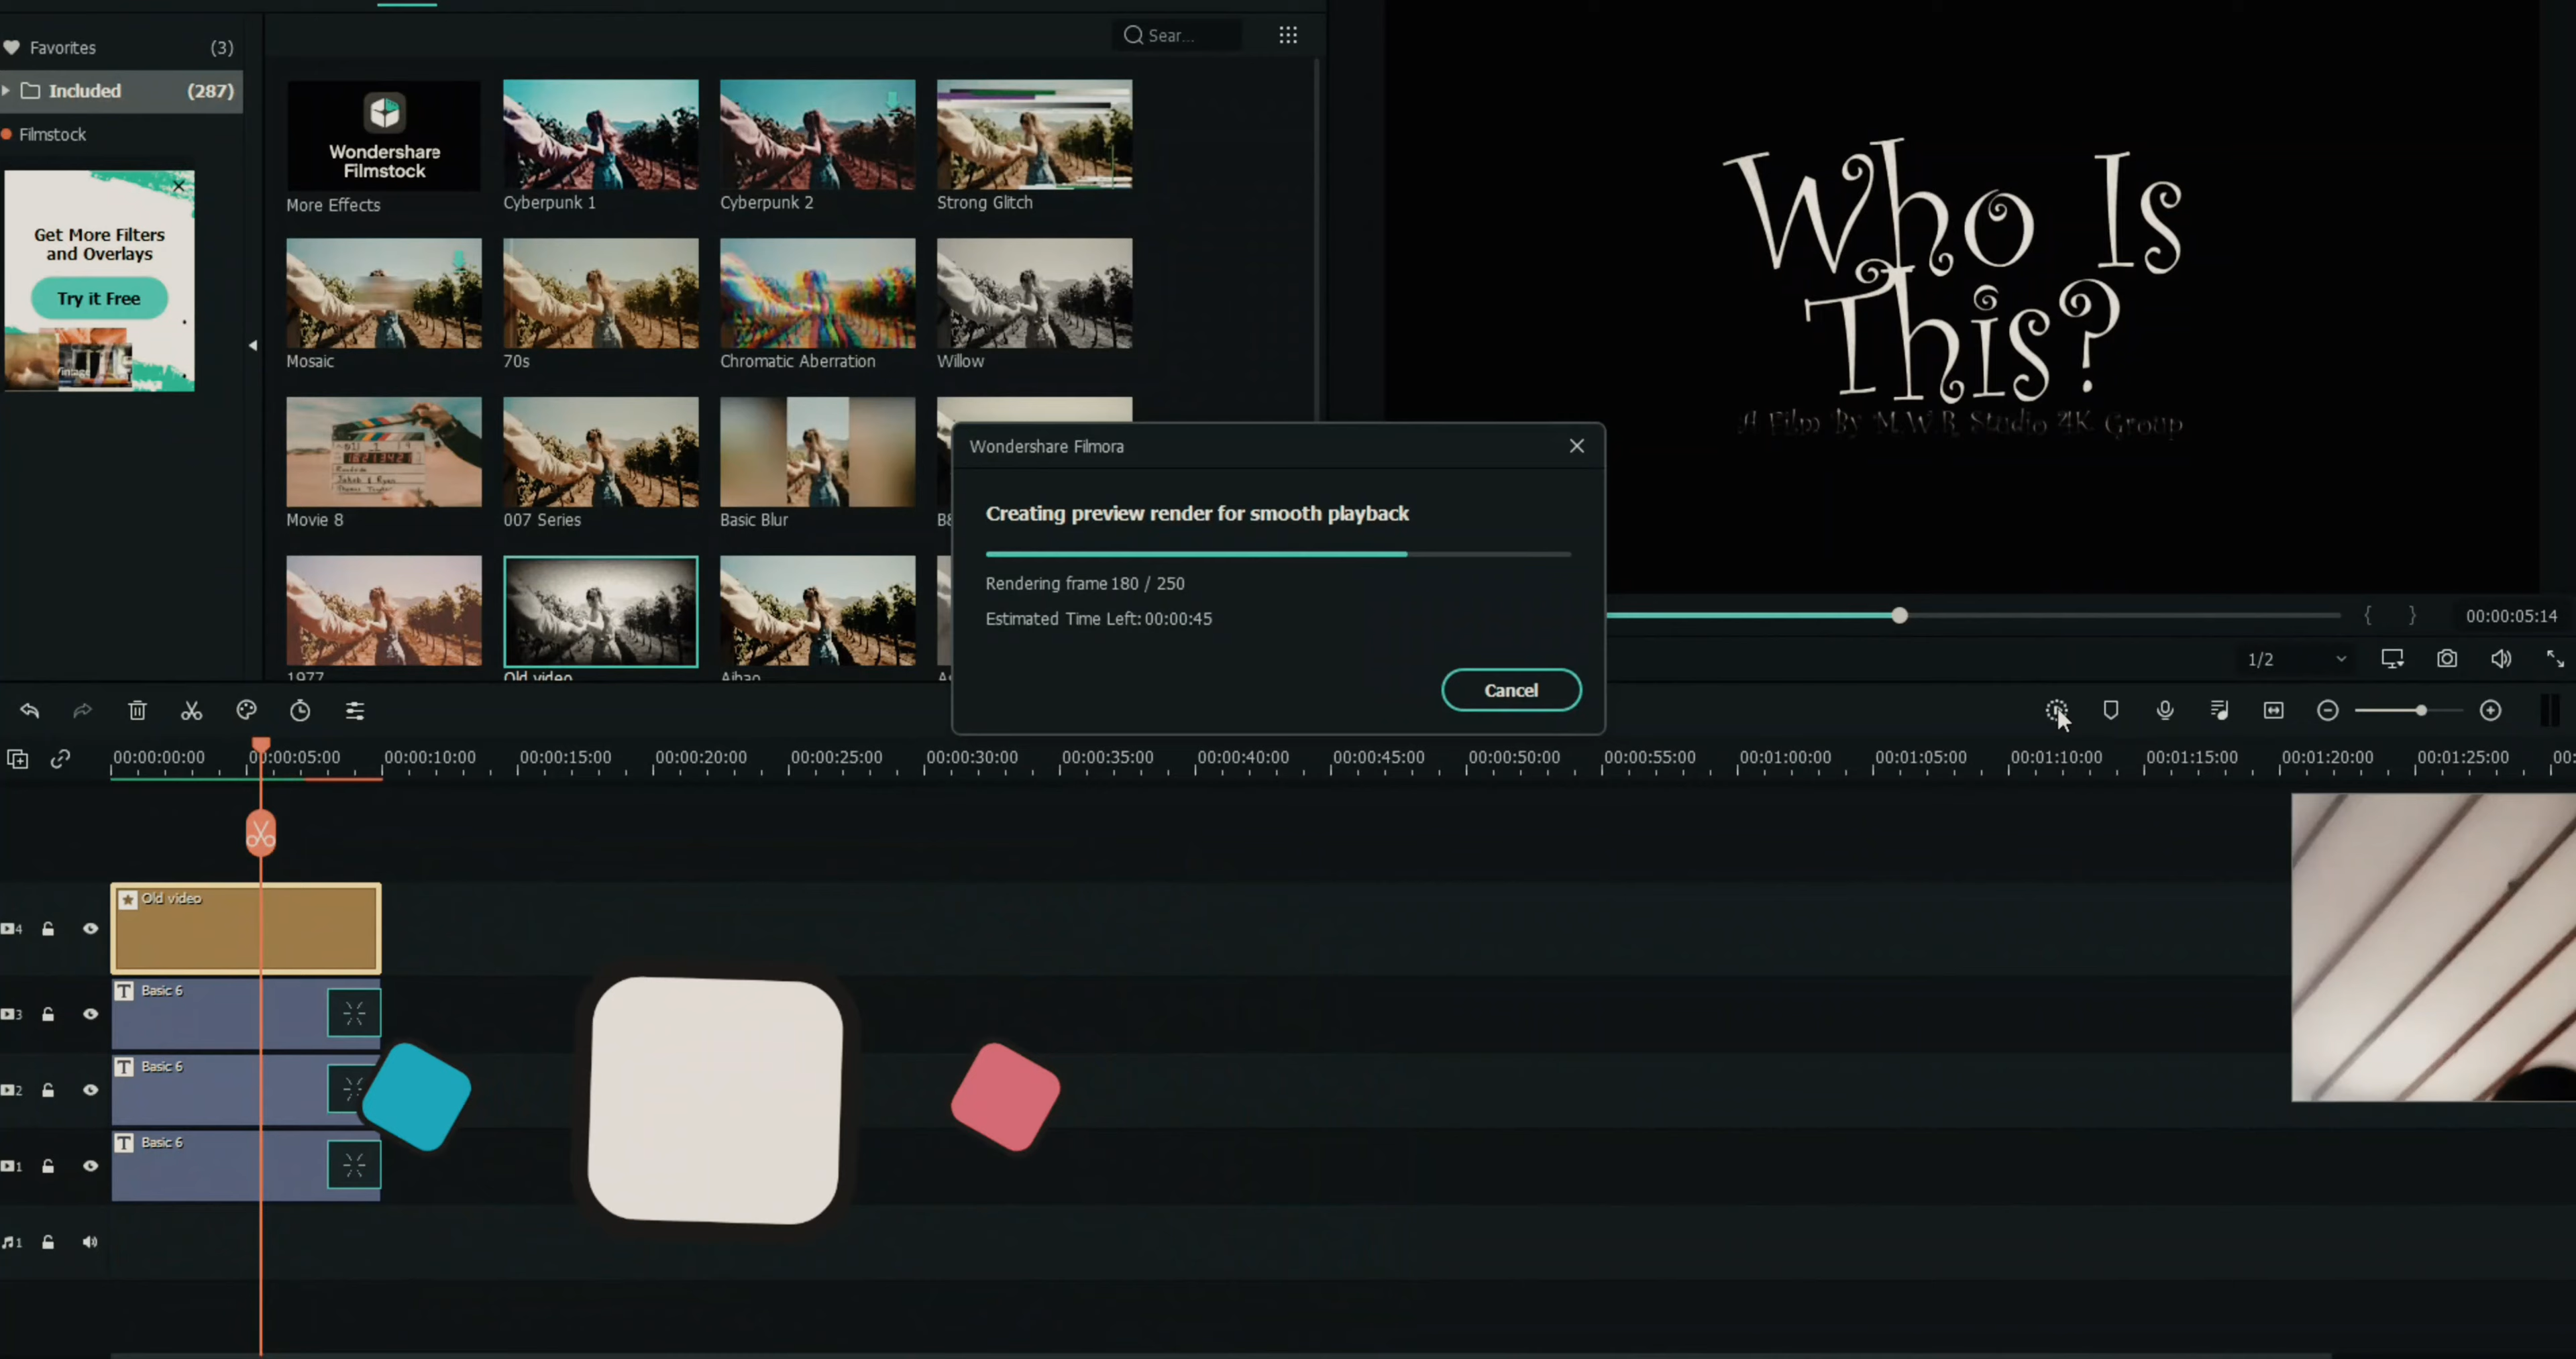 Favorites (3)
Included (287)
Filmstock
Get More Filters
and Overlays
Try it Free
Sear...
Wondershare
Filmstock
More Effects
Cyberpunk 1
Cyberpunk 2
Strong Glitch
Mosaic
70s
Chromatic Aberration
Willow
Movie 8
007 Series
Basic Blur
1977
Old video
Aibao
Who Is
This?
A Film By M.W.R Studio 4K Group
Wondershare Filmora
Creating preview render for smooth playback
Rendering frame 180 / 250
Estimated Time Left: 00:00:45
Cancel
{ } 00:00:05:14
1/2
00:00:00:00 00:00:05:00 00:00:10:00 00:00:15:00 00:00:20:00 00:00:25:00 00:00:30:00 00:00:35:00 00:00:40:00 00:00:45:00 00:00:50:00 00:00:55:00 00:01:00:00 00:01:05:00 00:01:10:00 00:01:15:00 00:01:20:00 00:01:25:00 00:
4 Old video
3 T Basic 6
2 T Basic 6
1 T Basic 6
1